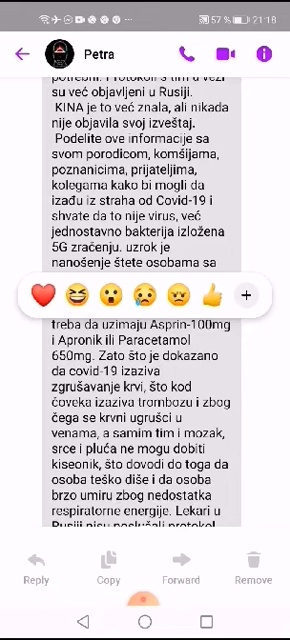 57 % 21:18
Petra
potrebni. Protokoli s tim u vezi
su već objavljeni u Rusiji.
KINA je to već znala, ali nikada
nije objavila svoj izveštaj.
Podelite ove informacije sa
svom porodicom, komšijama,
poznanicima, prijateljima,
kolegama kako bi mogli da
izađu iz straha od Covid-19 i
shvate da to nije virus, već
jednostavno bakterija izložena
5G zračenju. uzrok je
nanošenje štete osobama sa
treba da uzimaju Asprin-100mg
i Apronik ili Paracetamol
650mg. Zato što je dokazano
da covid-19 izaziva
zgrušavanje krvi, što kod
čoveka izaziva trombozu i zbog
čega se krvni ugrušci u
venama, a samim tim i mozak,
srce i pluća ne mogu dobiti
kiseonik, što dovodi do toga da
osoba teško diše i da osoba
brzo umiru zbog nedostatka
respiratorne energije. Lekari u
Rusiji nisu poslušali protokol
Reply Copy Forward Remove